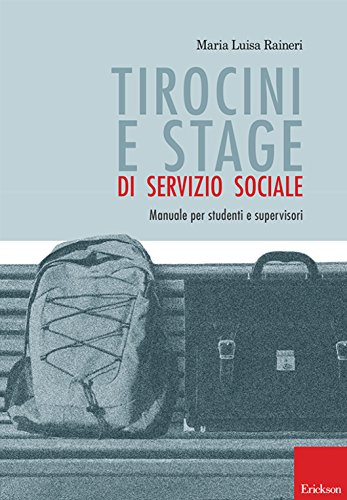 Maria Luisa Raineri
TIROCINI
E STAGE
DI SERVIZIO SOCIALE
Manuale per studenti e supervisori
Erickson